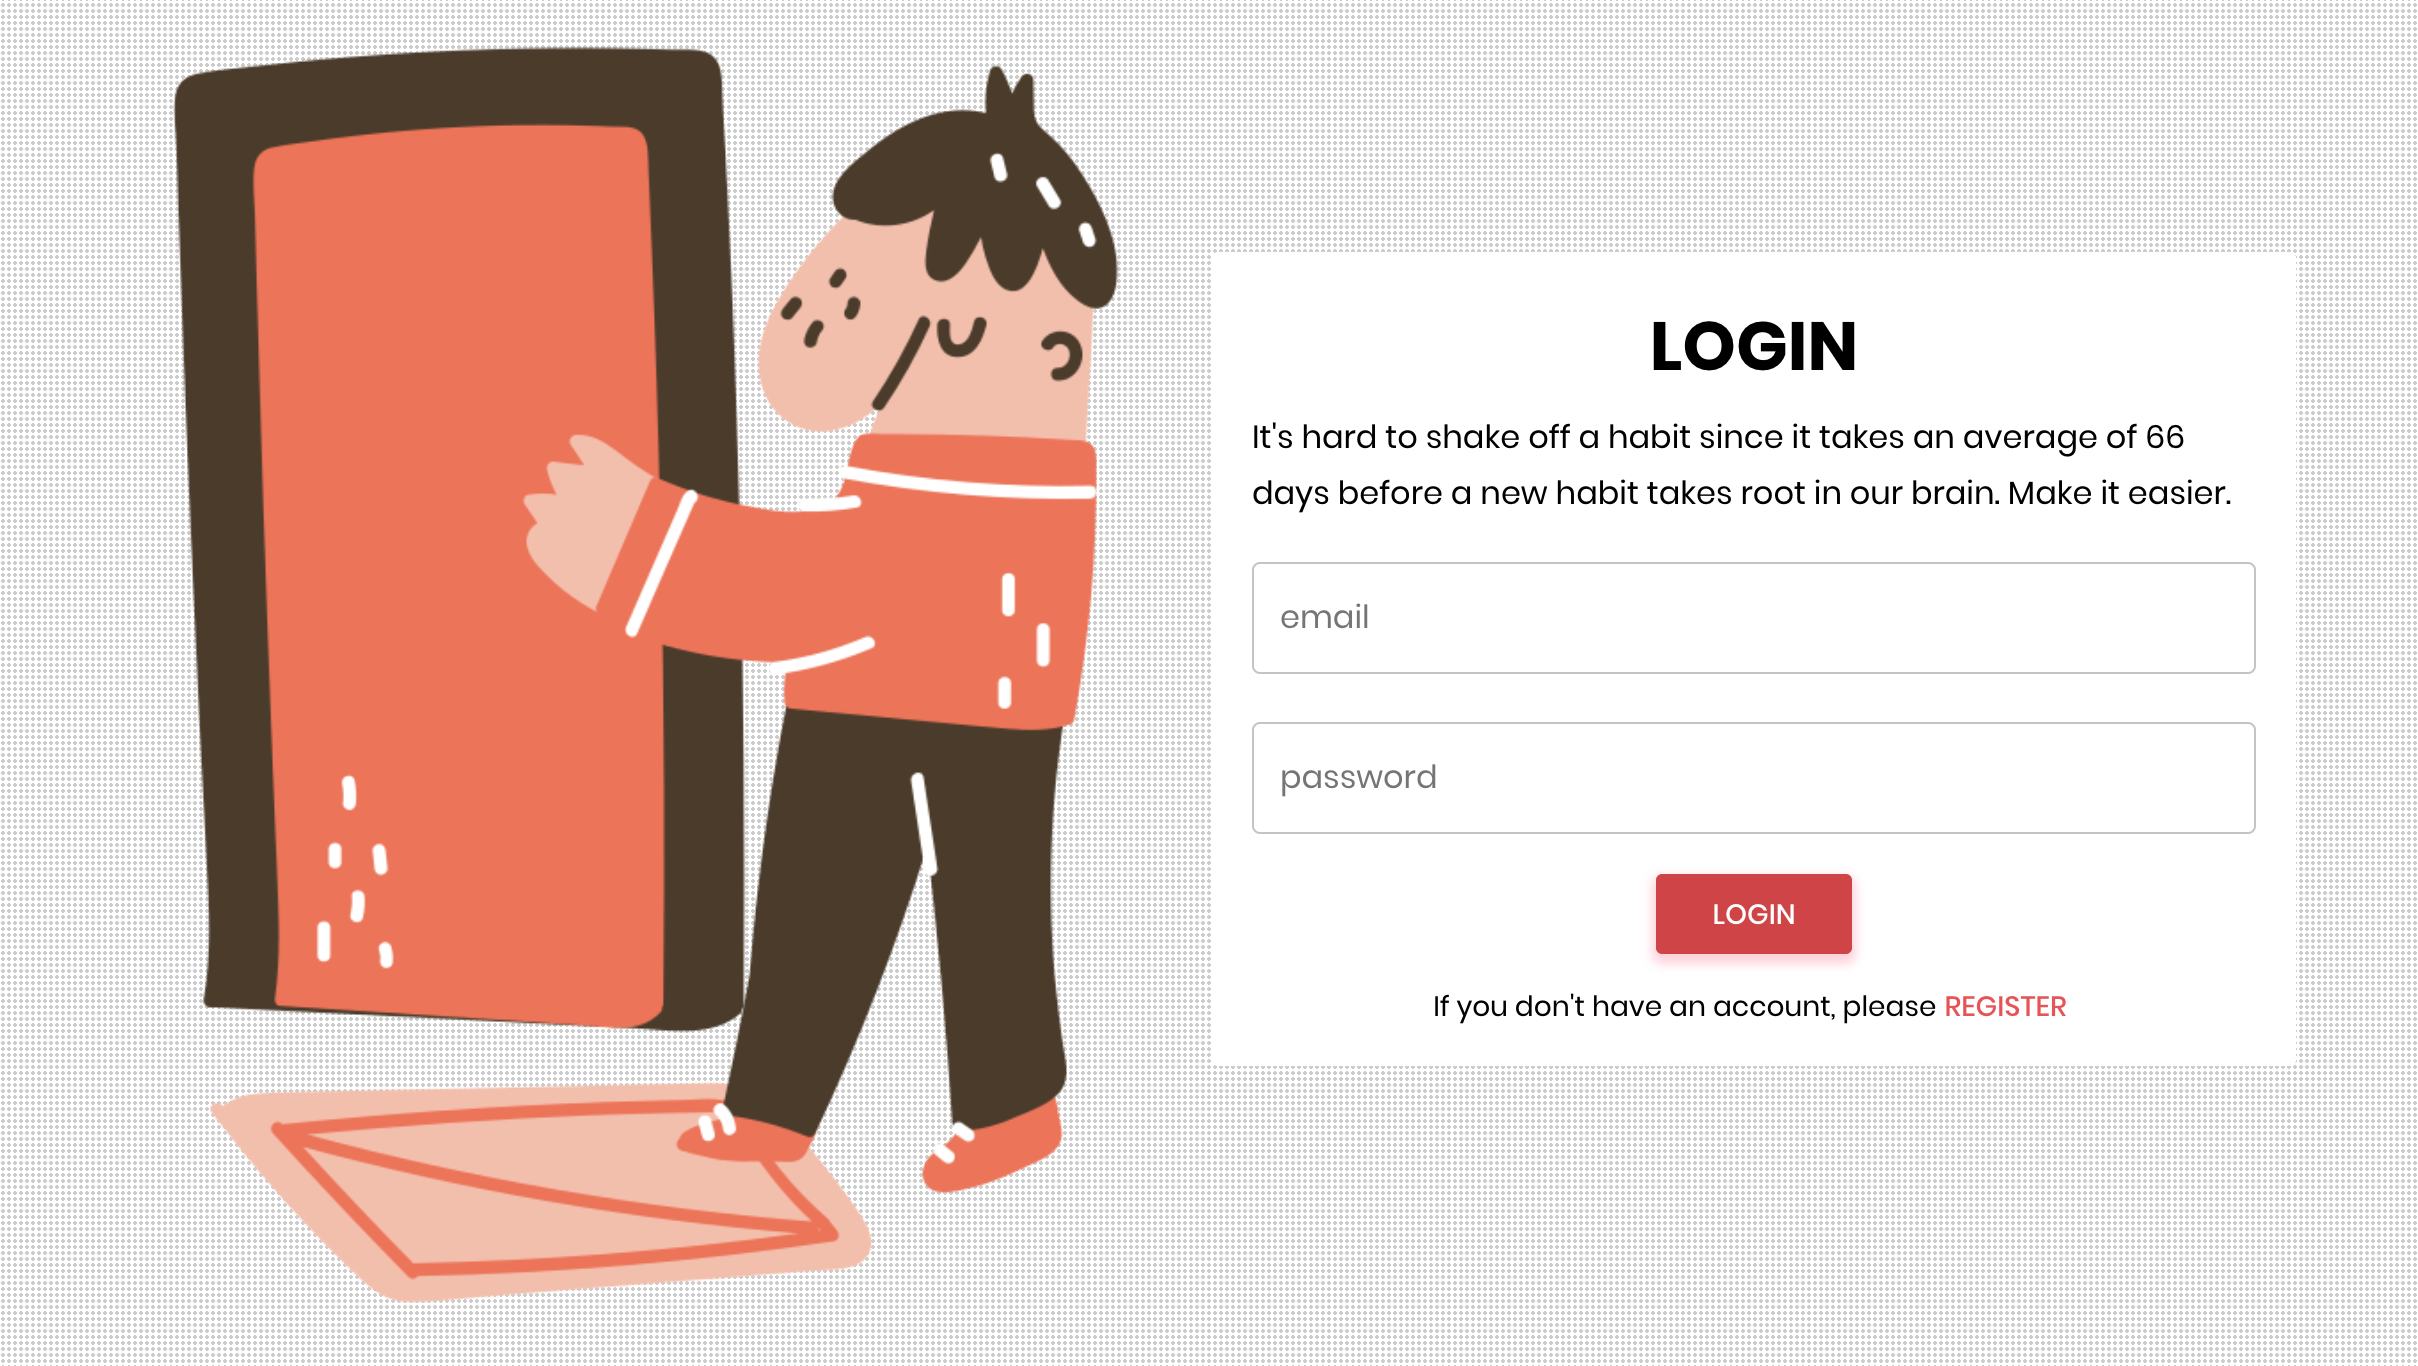 LOGIN
It's hard to shake off a habit since it takes an average of 66
days before a new habit takes root in our brain. Make it easier.
email
password
LOGIN
If you don't have an account, please REGISTER